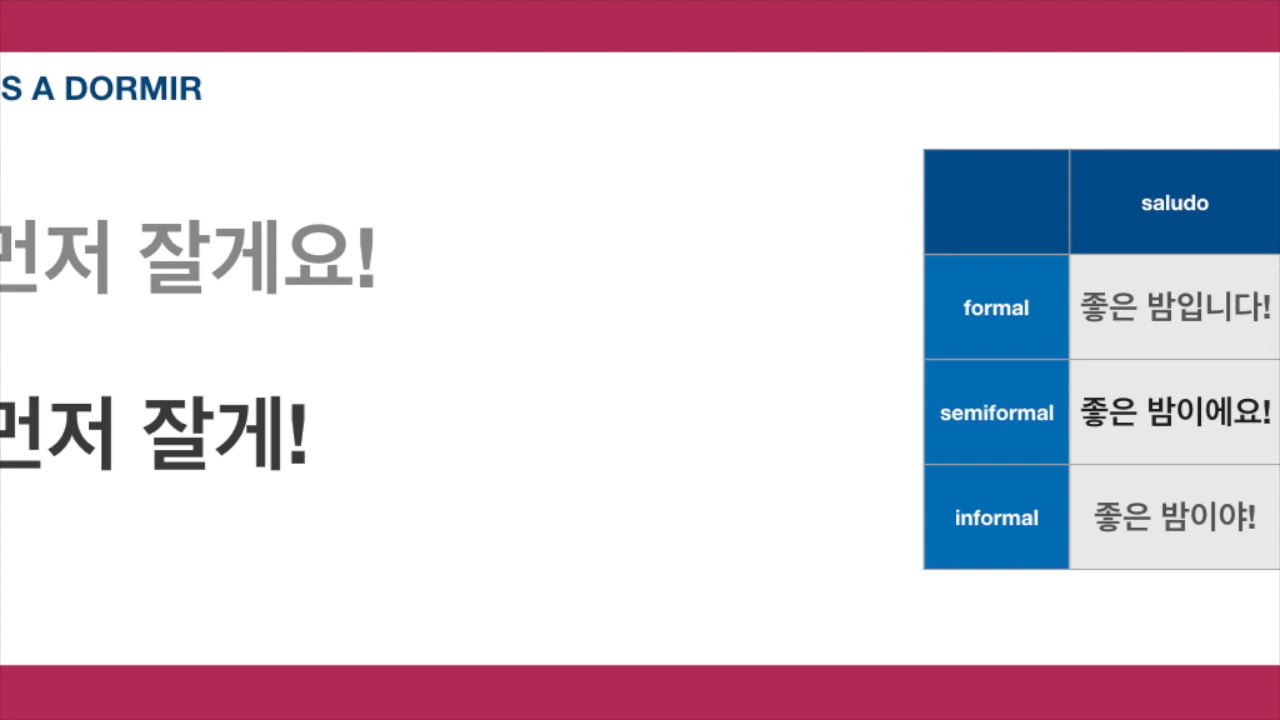 S A DORMIR
먼저 잘게요!
먼저 잘게!
saludo
formal 좋은 밤입니다!
semiformal 좋은 밤이에요!
informal 좋은 밤이야!